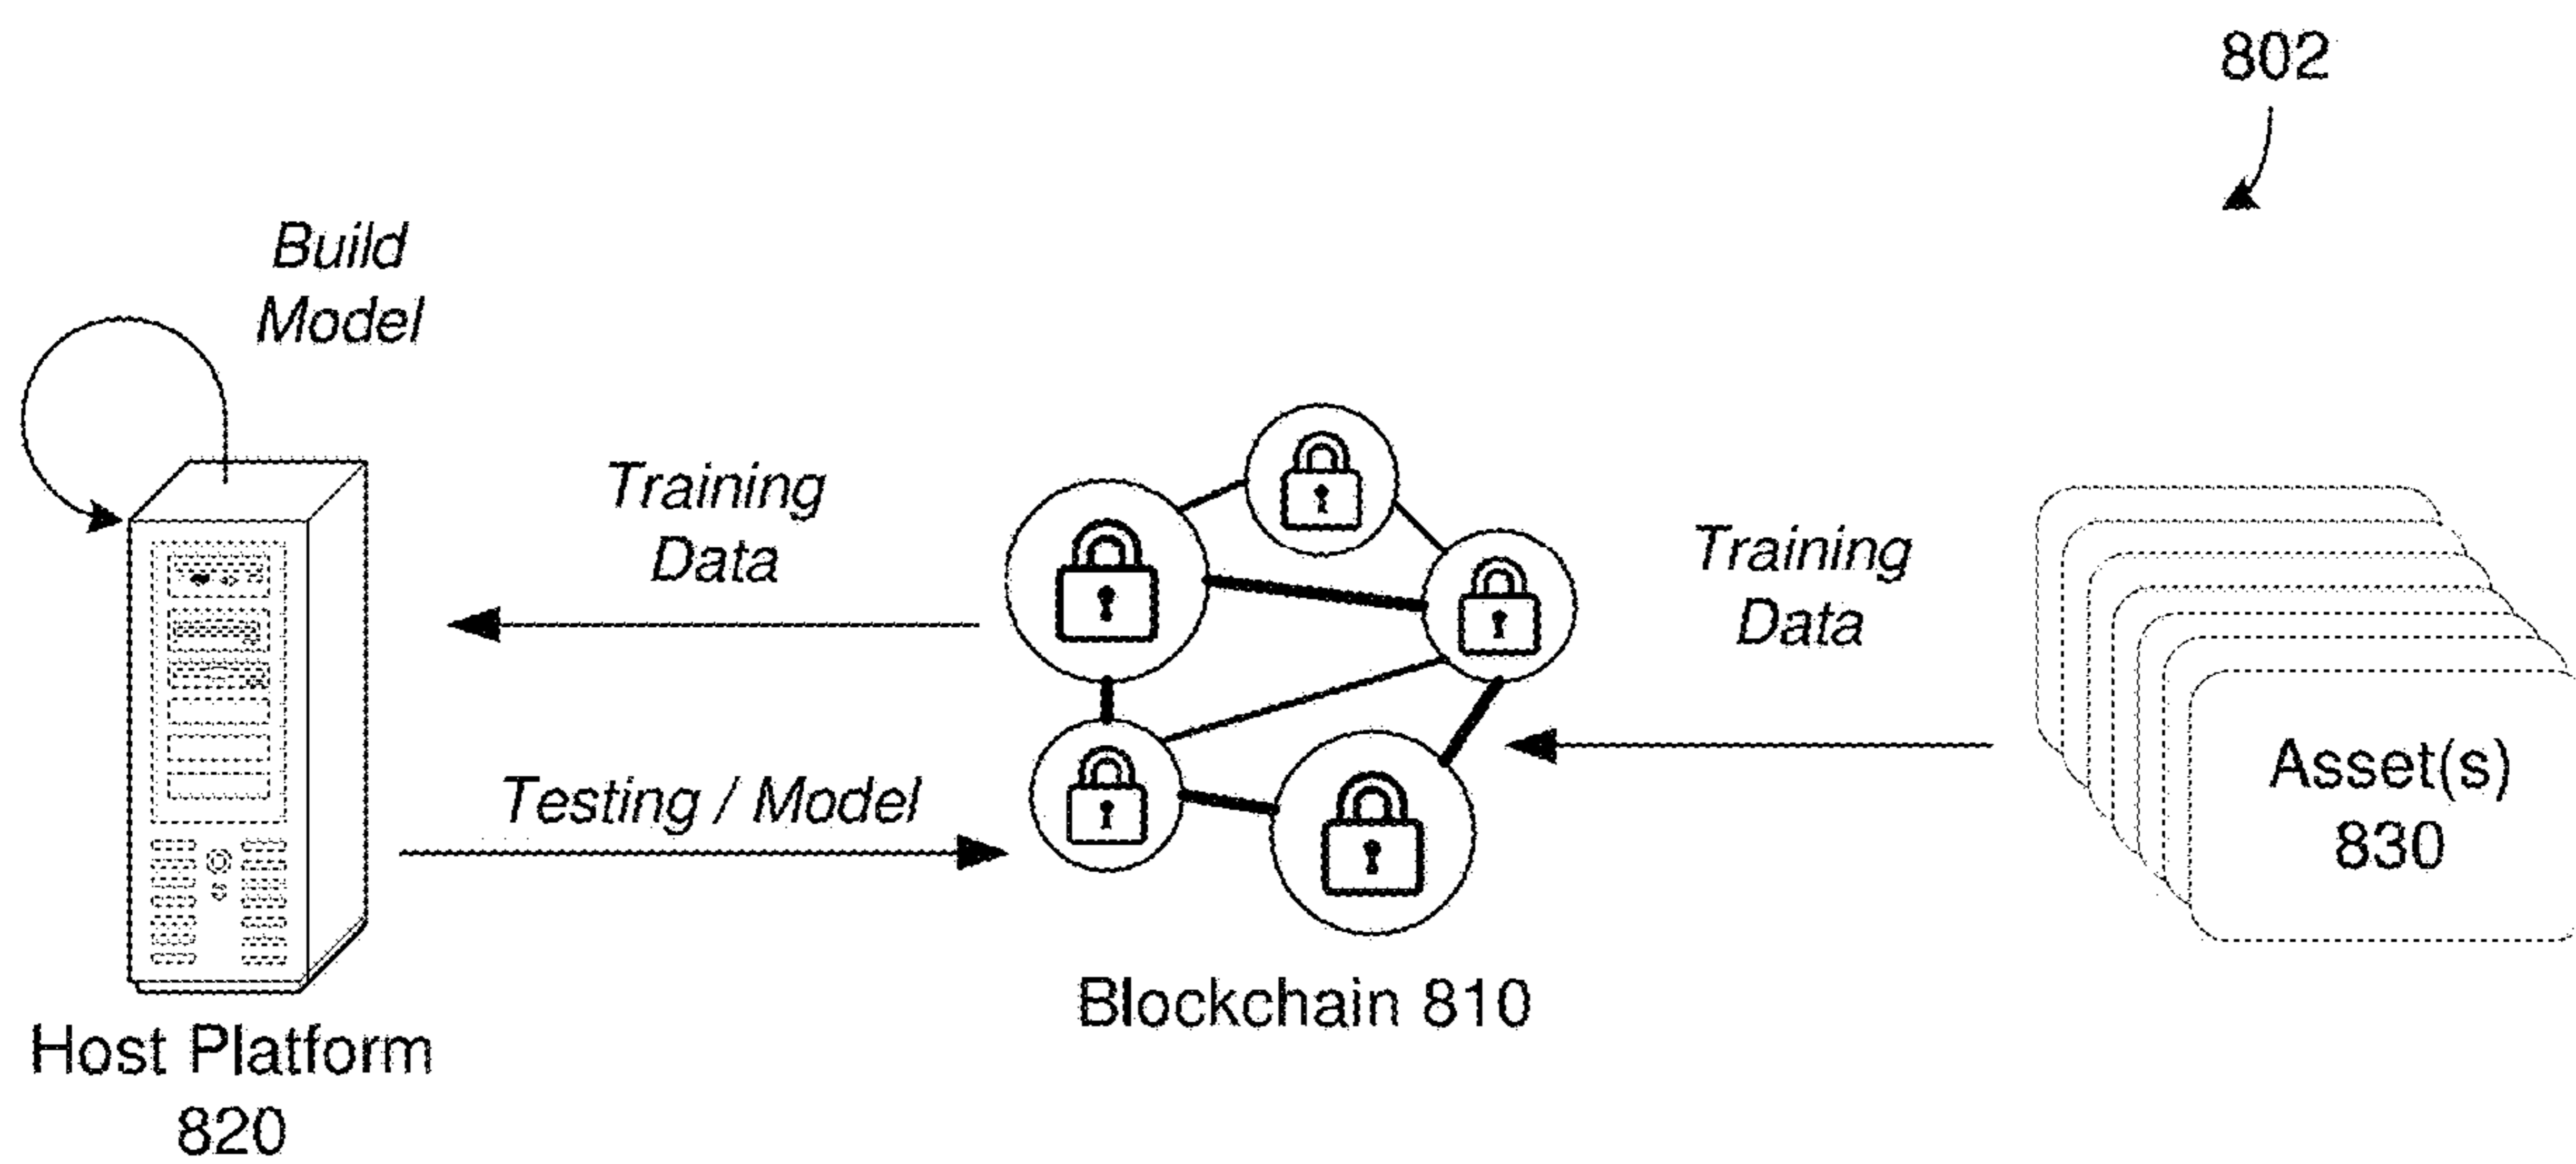 802
Build
Model
Training
Data
Training
Data
Testing / Model
Asset(s)
830
Blockchain 810
Host Platform
820